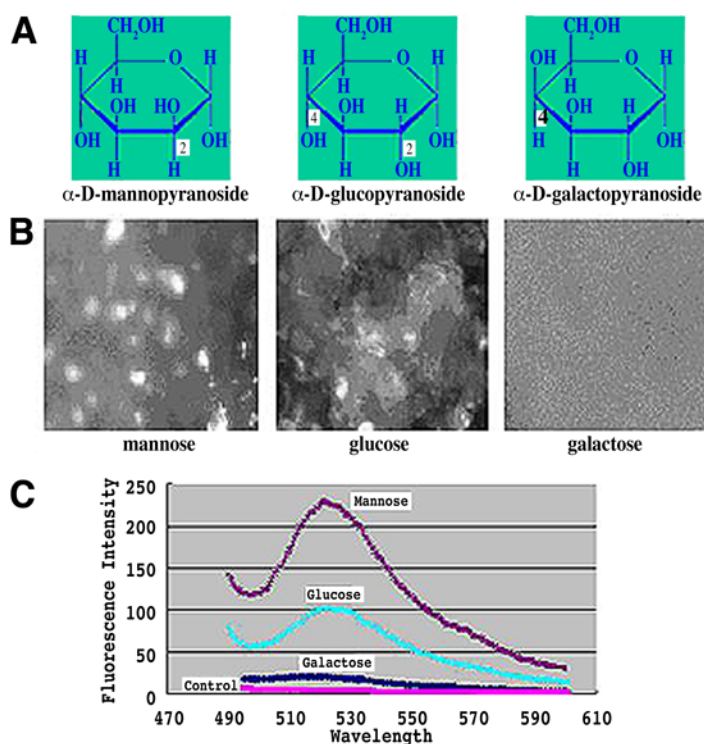 A
CH2OH CH2OH CH2OH
H O H H O H OH O H
H H H
OH HO OH H OH H
4 4
OH OH OH OH H OH
2 2
H H H OH H OH
α-D-mannopyranoside α-D-glucopyranoside α-D-galactopyranoside
B
mannose glucose galactose
C
Fluorescence Intensity
250
200
150
100
50
0
Mannose
Glucose
Galactose
Control
470 490 510 530 550 570 590 610
Wavelength